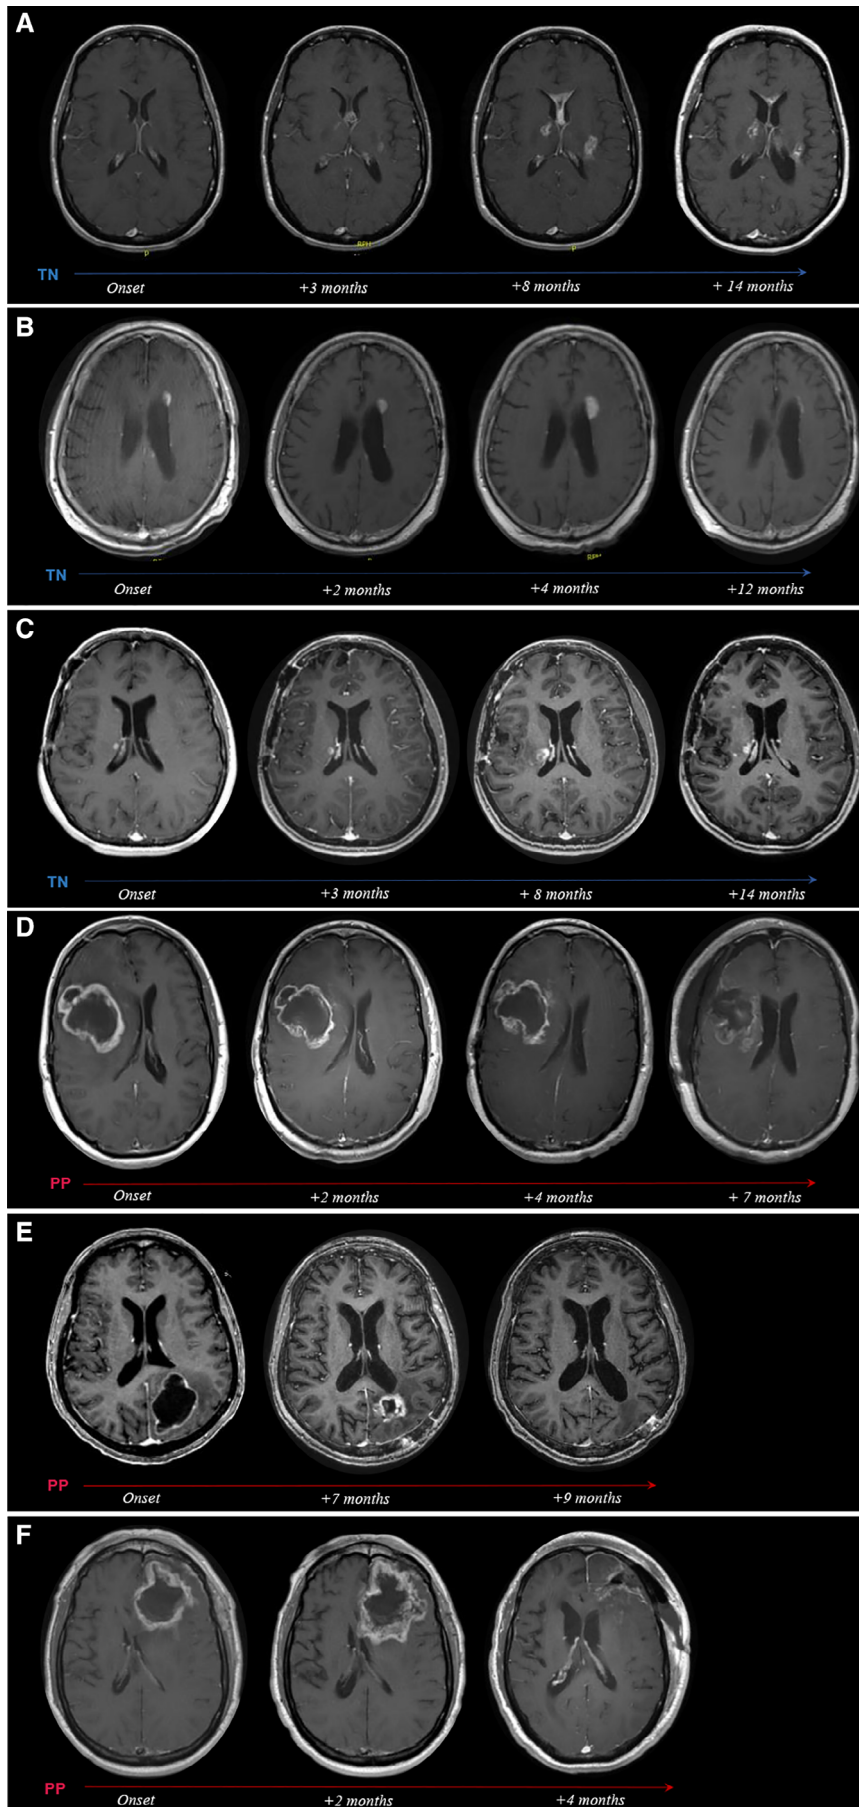 A
P
RPH
P
TN
Onset
+3 months
+8 months
+ 14 months
B
RPH
TN
Onset
+2 months
+4 months
+12 months
C
TN
Onset
+3 months
+ 8 months
+14 months
D
PP
Onset
+2 months
+4 months
+ 7 months
E
PP
Onset
+7 months
+9 months
F
PP
Onset
+2 months
+4 months